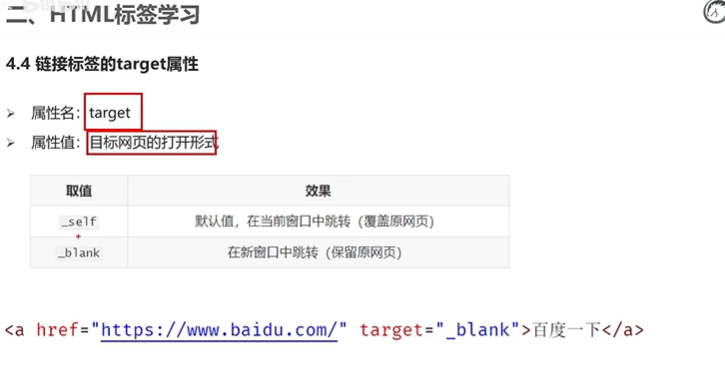 二、HTML标签学习
4.4 链接标签的target属性
属性名：target
属性值：目标网页的打开形式
取值 效果
_self 默认值，在当前窗口中跳转（覆盖原网页）
_blank 在新窗口中跳转（保留原网页）
<a href="https://www.baidu.com/" target="_blank">百度一下</a>